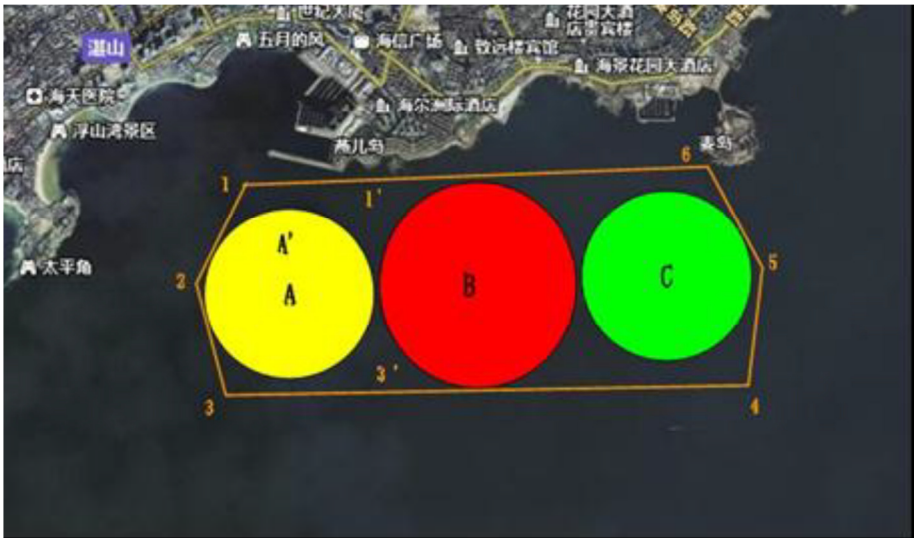 世纪大厦
花园大酒
店贵宾楼
湛山
五月的风
海信广场
致远楼宾馆
海景花园大酒店
海天医院
海尔洲际酒店
浮山湾景区
燕儿岛
麦岛
店
6
1
1'
A'
太平角
2
A
B
C
5
3'
3
4